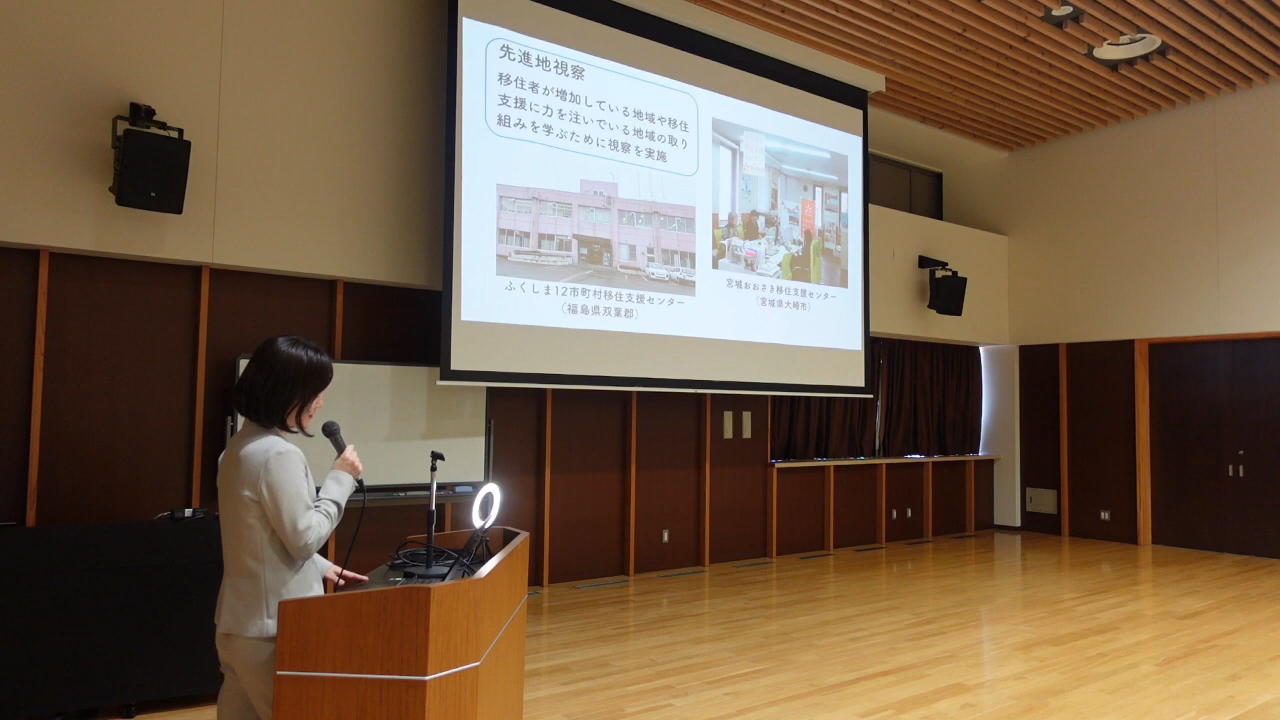 先進地視察
移住者が増加している地域や移住
支援に力を注いでいる地域の取り
組みを学ぶために視察を実施
ふくしま12市町村移住支援センター
（福島県双葉郡）
宮城おおさき移住支援センター
（宮城県大崎市）